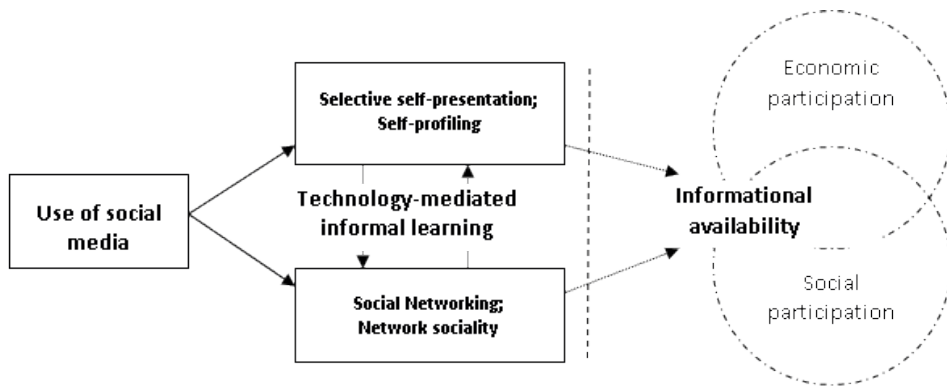 Use of social
media
Selective self-presentation;
Self-profiling
Technology-mediated
informal learning
Social Networking;
Network sociality
Informational
availability
Economic
participation
Social
participation